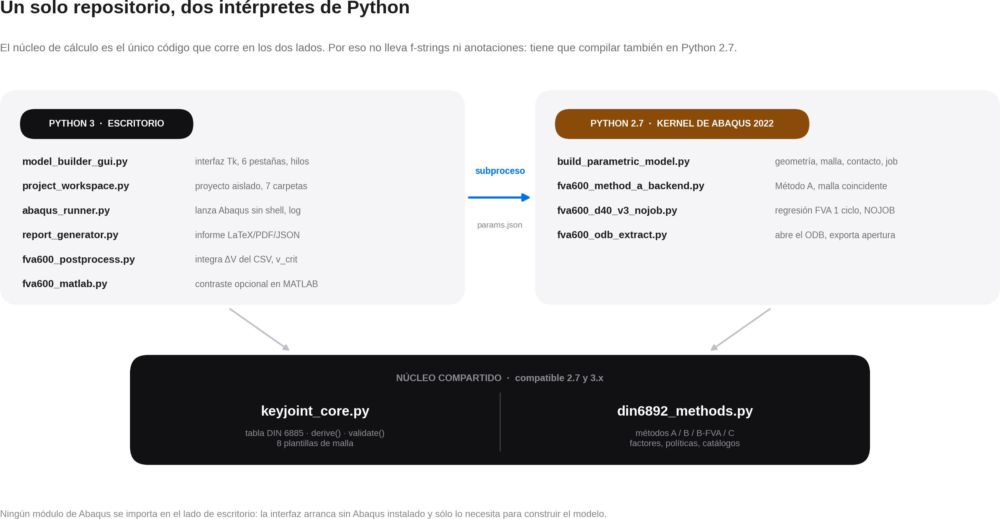 Un solo repositorio, dos intérpretes de Python
El núcleo de cálculo es el único código que corre en los dos lados. Por eso no lleva f-strings ni anotaciones: tiene que compilar también en Python 2.7.
PYTHON 3 · ESCRITORIO
model_builder_gui.py interfaz Tk, 6 pestañas, hilos
project_workspace.py proyecto aislado, 7 carpetas
abaqus_runner.py lanza Abaqus sin shell, log
report_generator.py informe LaTeX/PDF/JSON
fva600_postprocess.py integra ΔV del CSV, v_crit
fva600_matlab.py contraste opcional en MATLAB
subproceso
params.json
PYTHON 2.7 · KERNEL DE ABAQUS 2022
build_parametric_model.py geometría, malla, contacto, job
fva600_method_a_backend.py Método A, malla coincidente
fva600_d40_v3_nojob.py regresión FVA 1 ciclo, NOJOB
fva600_odb_extract.py abre el ODB, exporta apertura
NÚCLEO COMPARTIDO · compatible 2.7 y 3.x
keyjoint_core.py
tabla DIN 6885 · derive() · validate()
8 plantillas de malla
din6892_methods.py
métodos A / B / B-FVA / C
factores, políticas, catálogos
Ningún módulo de Abaqus se importa en el lado de escritorio: la interfaz arranca sin Abaqus instalado y sólo lo necesita para construir el modelo.